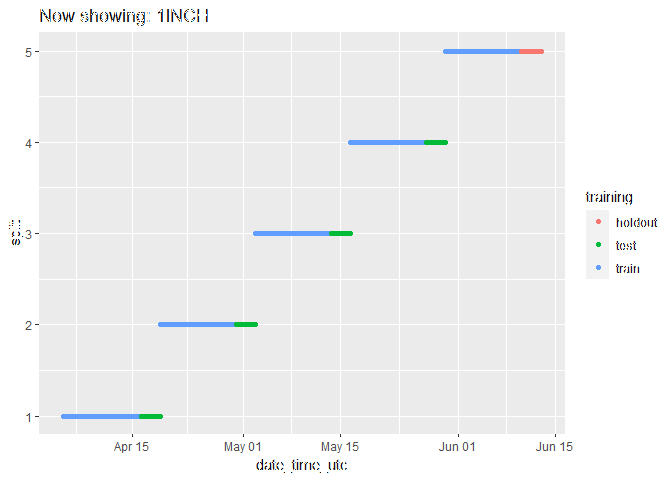 Now showing: 1INCH
5
4
3
2
1
split
Apr 15
May 01
May 15
Jun 01
Jun 15
date_time_utc
training
holdout
test
train